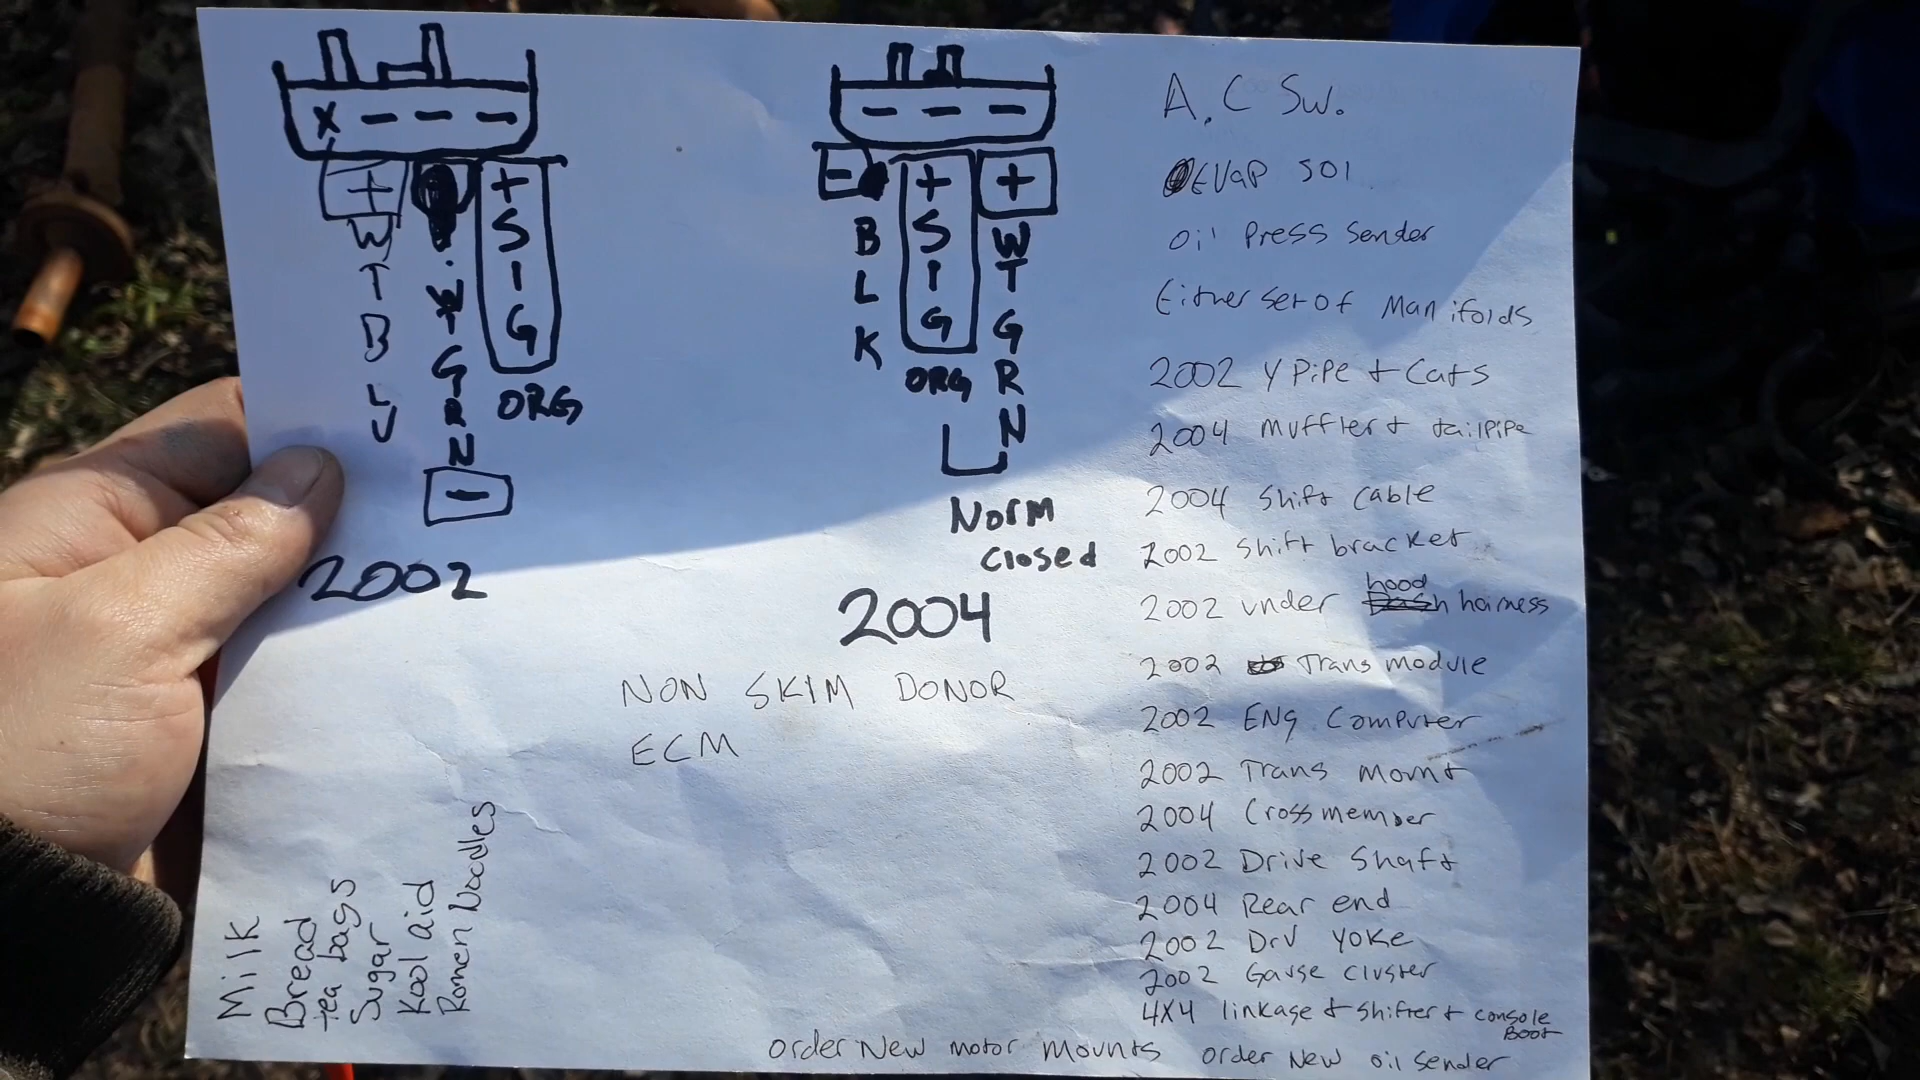 X - - -
+
W
T
B
L
U
W
T
G
R
N
-
+
S
I
G
ORG
2002
- - -
-
B
L
K
+
S
I
G
ORG
+
W
T
G
R
N
Norm
Closed
2004
NON SKIM DONOR
ECM
Milk
Bread
tea bags
Sugar
Kool aid
Romen Noodles
A.C Sw.
EVaP SOl
Oil Press Sender
Either set of Manifolds
2002 Y PiPe + Cats
2004 Muffler + tailpipe
2004 Shift Cable
2002 Shift bracket
2002 under hood harness
2002 Trans module
2002 ENg. Computer
2002 Trans mount
2004 Crossmember
2002 Drive Shaft
2004 Rear end
2002 Drv YOKe
2002 Gauge Cluster
4X4 linkage + Shifter + console
Boot
order New motor mounts order New oil sender